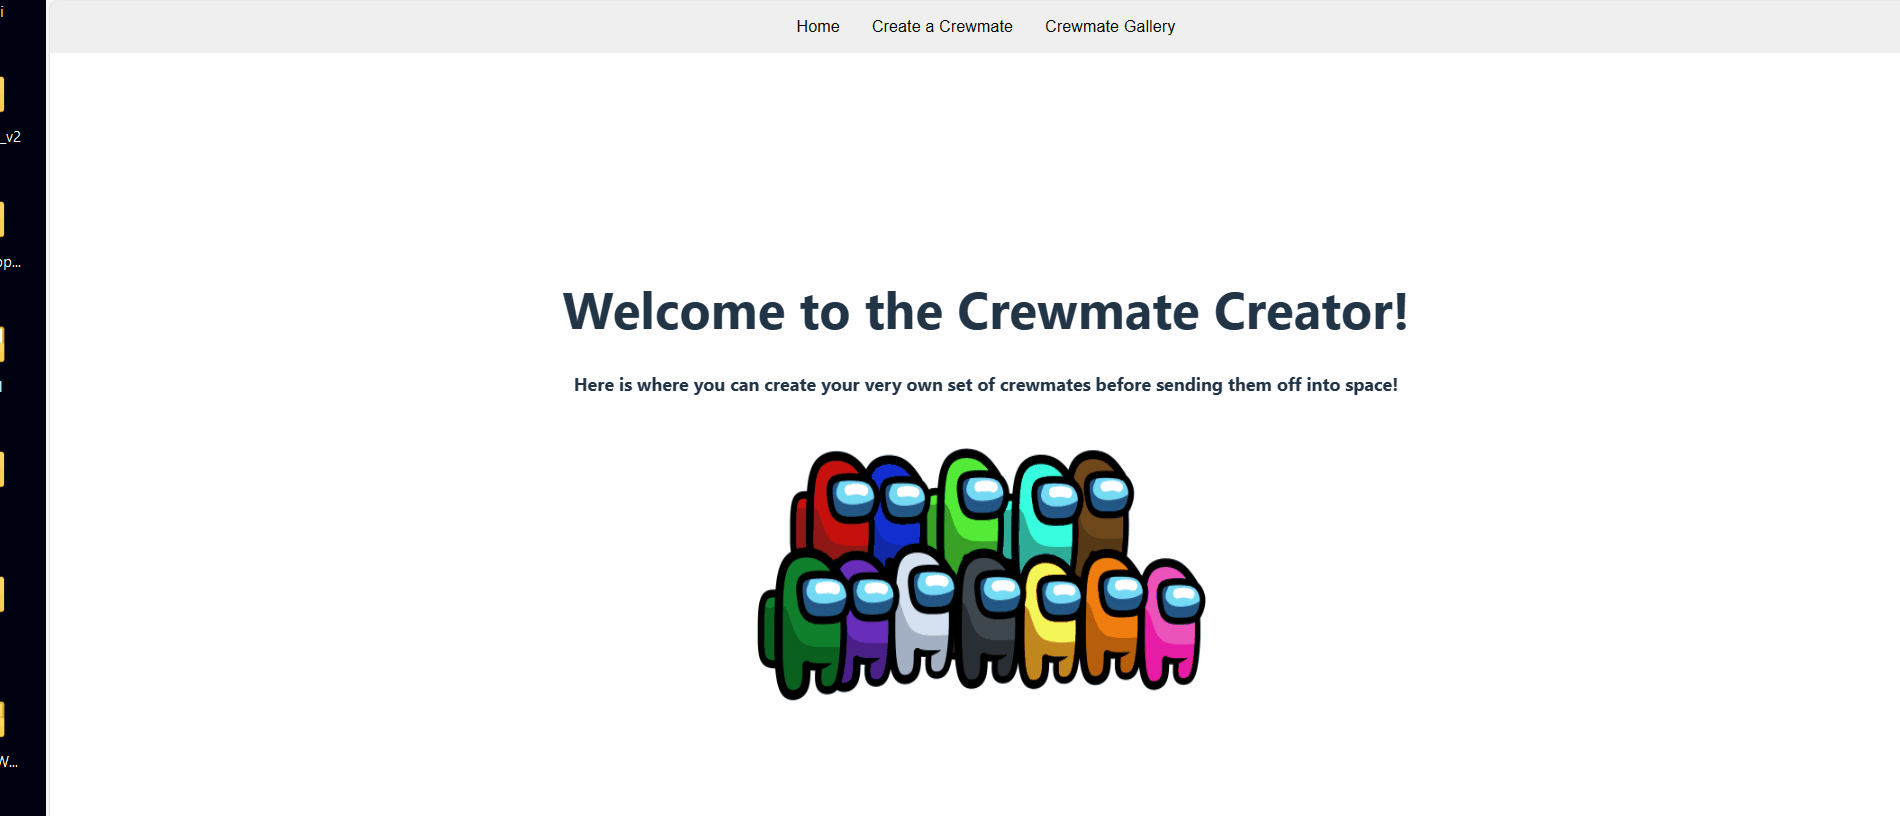 Home Create a Crewmate Crewmate Gallery
Welcome to the Crewmate Creator!
Here is where you can create your very own set of crewmates before sending them off into space!
i
_v2
pp...
W...